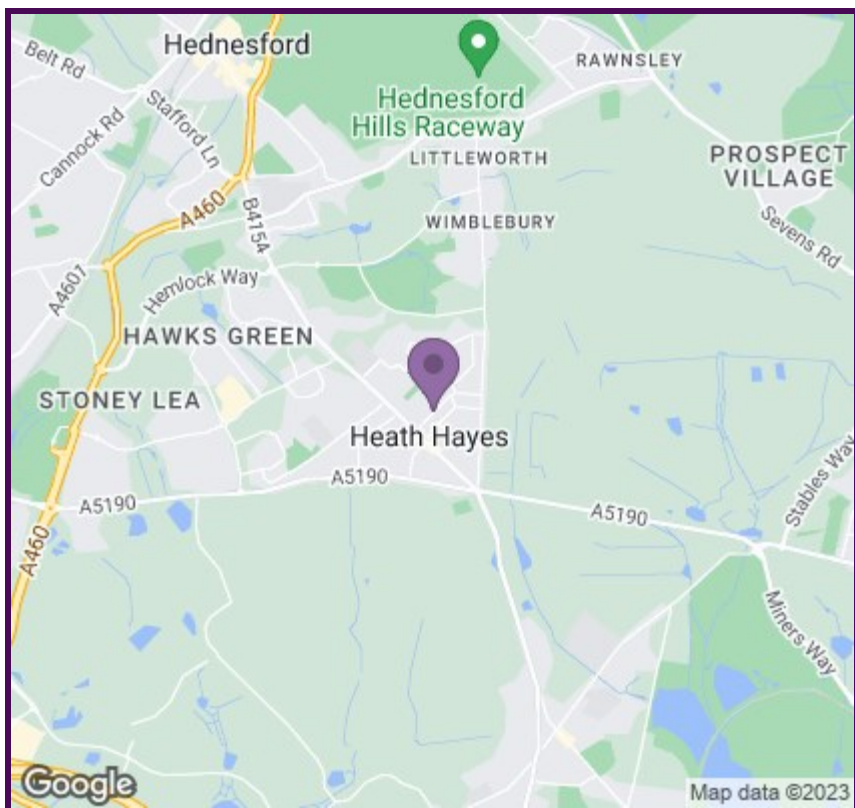 Hednesford
Belt Rd
Stafford Ln
Cannock Rd
RAWNSLEY
Hednesford
Hills Raceway
LITTLEWORTH
PROSPECT
VILLAGE
A460
B4154
WIMBLEBURY
Sevens Rd
A4601
Hemlock Way
HAWKS GREEN
STONEY LEA
Heath Hayes
A5190
A5190
A5190
Stables Way
A460
Miners Way
Google
Map data ©2023